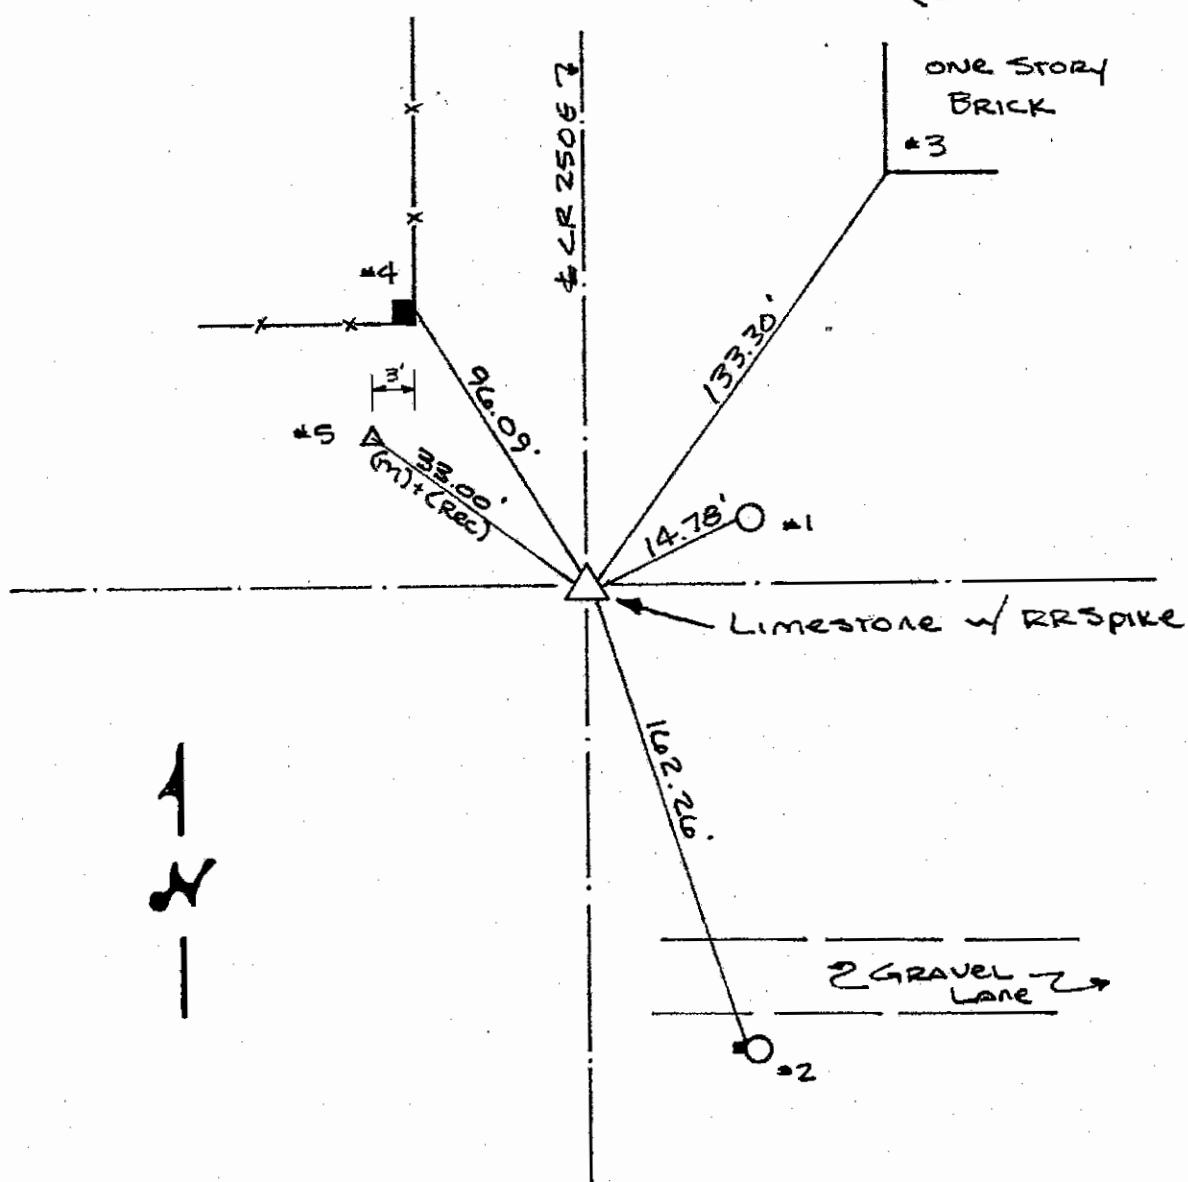 ONE STORY
BRICK
#3
℄ CR 250E
#4
133.30'
96.09'
3'
#5
33.00'
(m)+(REC)
14.78'
#1
LIMESTONE w/ RRSPIKE
162.26'
GRAVEL
LANE
#2
N